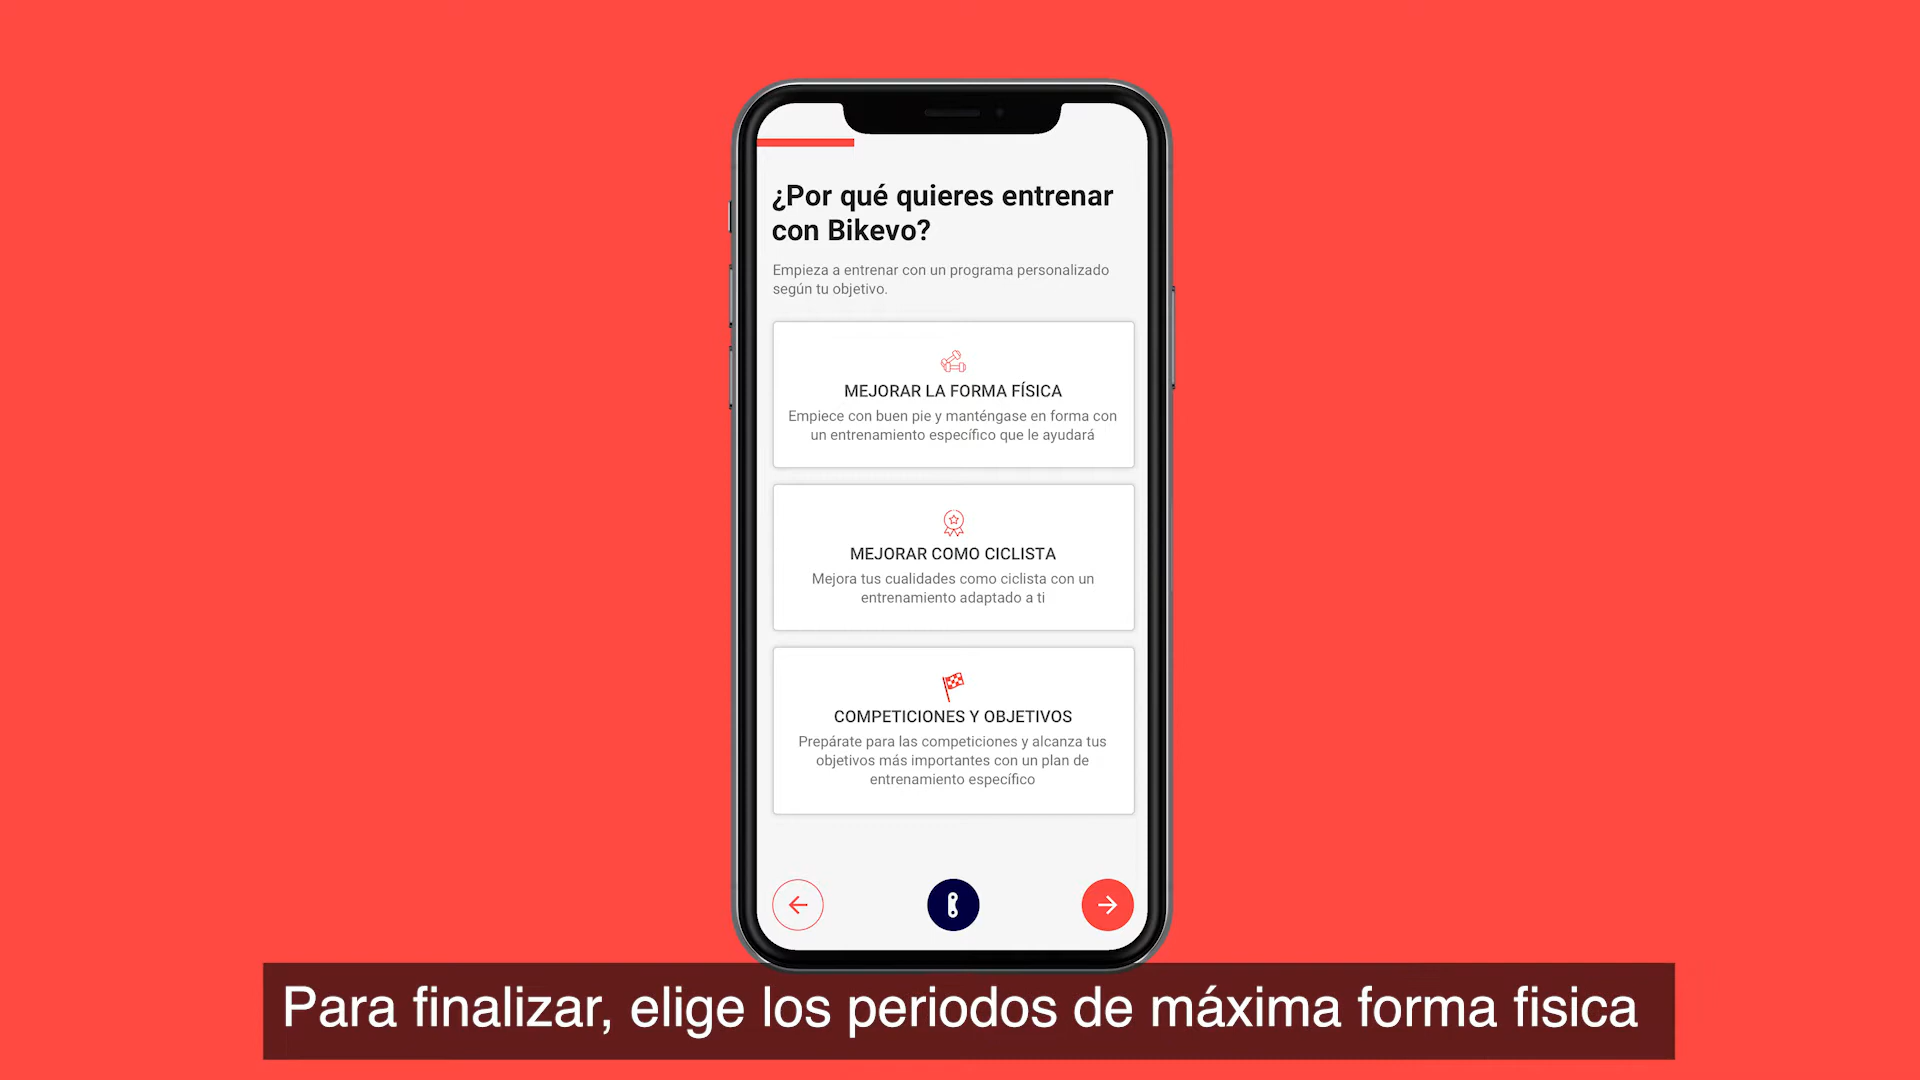 ¿Por qué quieres entrenar
con Bikevo?
Empieza a entrenar con un programa personalizado
según tu objetivo.
MEJORAR LA FORMA FÍSICA
Empiece con buen pie y manténgase en forma con
un entrenamiento específico que le ayudará
MEJORAR COMO CICLISTA
Mejora tus cualidades como ciclista con un
entrenamiento adaptado a ti
COMPETICIONES Y OBJETIVOS
Prepárate para las competiciones y alcanza tus
objetivos más importantes con un plan de
entrenamiento específico
Para finalizar, elige los periodos de máxima forma fisica